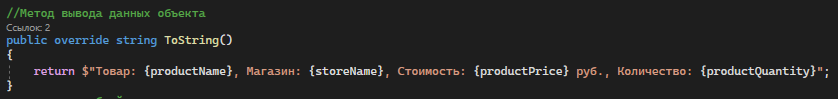 //Метод вывода данных объекта
Ссылок: 2
public override string ToString()
{
return $"Товар: {productName}, Магазин: {storeName}, Стоимость: {productPrice} руб., Количество: {productQuantity}";
}